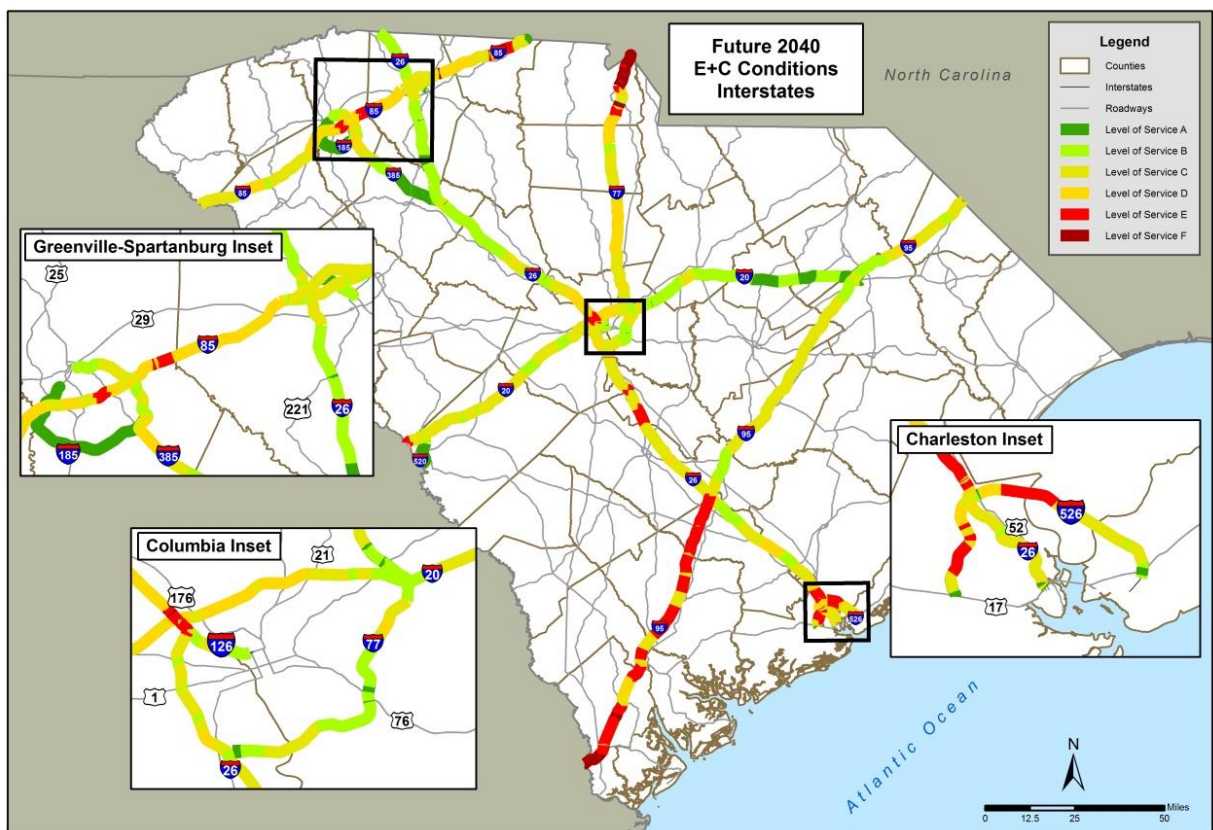 Future 2040
E+C Conditions
Interstates
North Carolina
Legend
Counties
Interstates
Roadways
Level of Service A
Level of Service B
Level of Service C
Level of Service D
Level of Service E
Level of Service F
26
85
85
185
385
85
77
95
26
20
20
520
95
26
95
526
Greenville-Spartanburg Inset
25
29
85
221
26
185
385
Columbia Inset
21
20
176
126
77
1
76
26
Charleston Inset
526
52
26
17
Atlantic Ocean
N
Miles
0 12.5 25 50